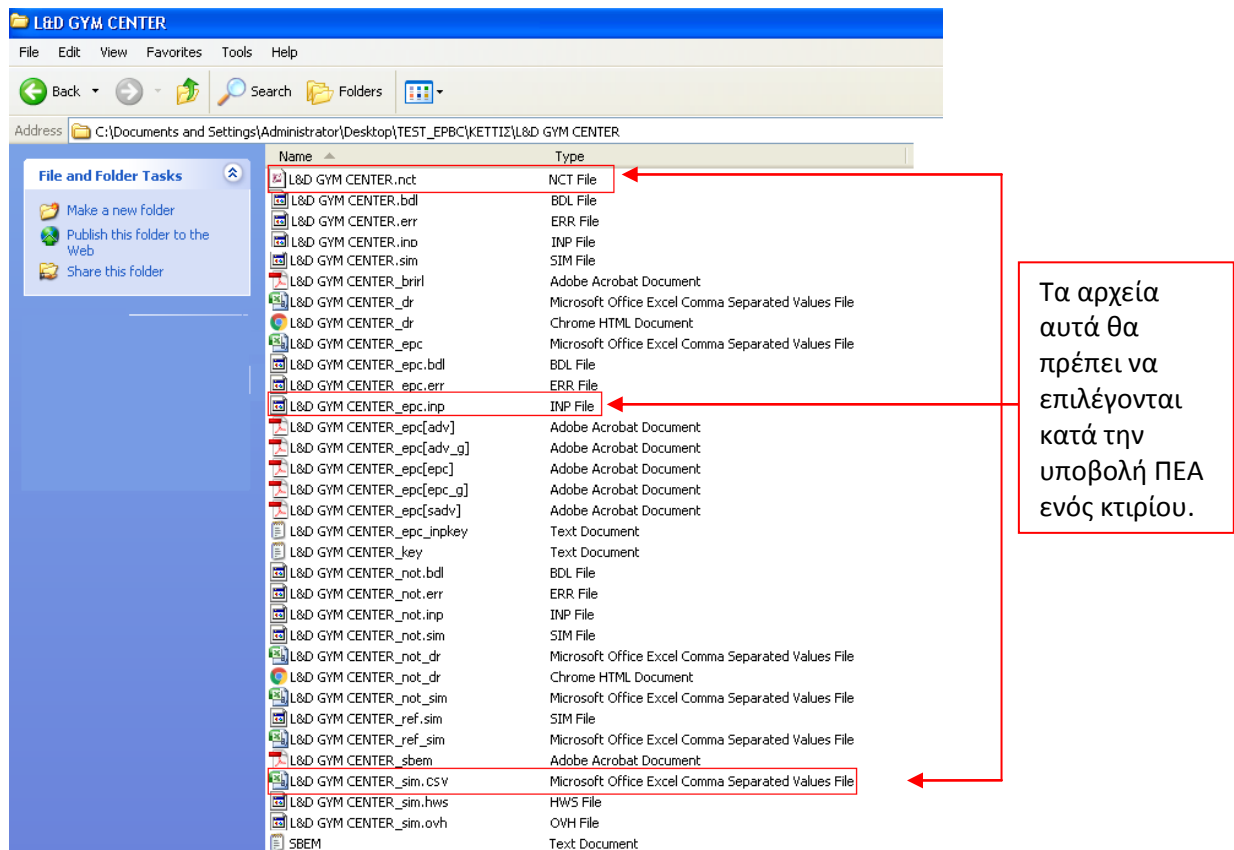 L&D GYM CENTER
File Edit View Favorites Tools Help
Back Search Folders
Address C:\Documents and Settings\Administrator\Desktop\TEST_EPBC\ΚΕΤΤΙΣ\L&D GYM CENTER
File and Folder Tasks
Make a new folder
Publish this folder to the
Web
Share this folder
Name Type
L&D GYM CENTER.nct NCT File
L&D GYM CENTER.bdl BDL File
L&D GYM CENTER.err ERR File
L&D GYM CENTER.inp INP File
L&D GYM CENTER.sim SIM File
L&D GYM CENTER_brirl Adobe Acrobat Document
L&D GYM CENTER_dr Microsoft Office Excel Comma Separated Values File
L&D GYM CENTER_dr Chrome HTML Document
L&D GYM CENTER_epc Microsoft Office Excel Comma Separated Values File
L&D GYM CENTER_epc.bdl BDL File
L&D GYM CENTER_epc.err ERR File
L&D GYM CENTER_epc.inp INP File
L&D GYM CENTER_epc[adv] Adobe Acrobat Document
L&D GYM CENTER_epc[adv_g] Adobe Acrobat Document
L&D GYM CENTER_epc[epc] Adobe Acrobat Document
L&D GYM CENTER_epc[epc_g] Adobe Acrobat Document
L&D GYM CENTER_epc[sadv] Adobe Acrobat Document
L&D GYM CENTER_epc_inpkey Text Document
L&D GYM CENTER_key Text Document
L&D GYM CENTER_not.bdl BDL File
L&D GYM CENTER_not.err ERR File
L&D GYM CENTER_not.inp INP File
L&D GYM CENTER_not.sim SIM File
L&D GYM CENTER_not_dr Microsoft Office Excel Comma Separated Values File
L&D GYM CENTER_not_dr Chrome HTML Document
L&D GYM CENTER_not_sim Microsoft Office Excel Comma Separated Values File
L&D GYM CENTER_ref.sim SIM File
L&D GYM CENTER_ref_sim Microsoft Office Excel Comma Separated Values File
L&D GYM CENTER_sbem Adobe Acrobat Document
L&D GYM CENTER_sim.csv Microsoft Office Excel Comma Separated Values File
L&D GYM CENTER_sim.hws HWS File
L&D GYM CENTER_sim.ovh OVH File
SBEM Text Document
Τα αρχεία
αυτά θα
πρέπει να
επιλέγονται
κατά την
υποβολή ΠΕΑ
ενός κτιρίου.